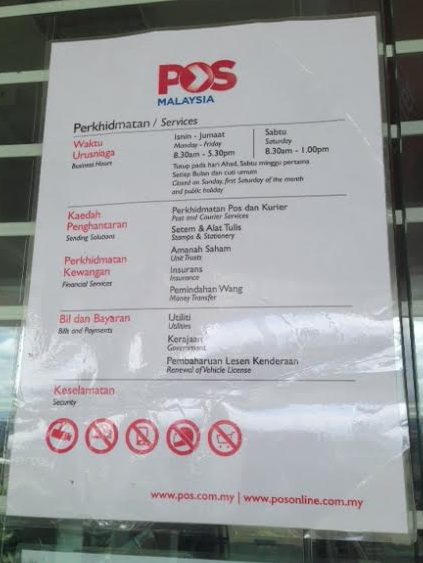 POS
MALAYSIA
Perkhidmatan / Services
Waktu
Urusniaga
Business Hours
Isnin - Jumaat
Monday - Friday
8.30am - 5.30pm
Sabtu
Saturday
8.30am - 1.00pm
Tutup pada hari Ahad, Sabtu minggu pertama
Setiap Bulan dan cuti umum
Closed on Sunday, first Saturday of the month
and public holiday
Kaedah
Penghantaran
Sending Solutions
Perkhidmatan Pos dan Kurier
Post and Courier Services
Setem & Alat Tulis
Stamps & Stationery
Perkhidmatan
Kewangan
Financial Services
Amanah Saham
Unit Trusts
Insurans
Insurance
Pemindahan Wang
Money Transfer
Bil dan Bayaran
Bills and Payments
Utiliti
Utilities
Kerajaan
Government
Pembaharuan Lesen Kenderaan
Renewal of Vehicle License
Keselamatan
Security
www.pos.com.my | www.posonline.com.my